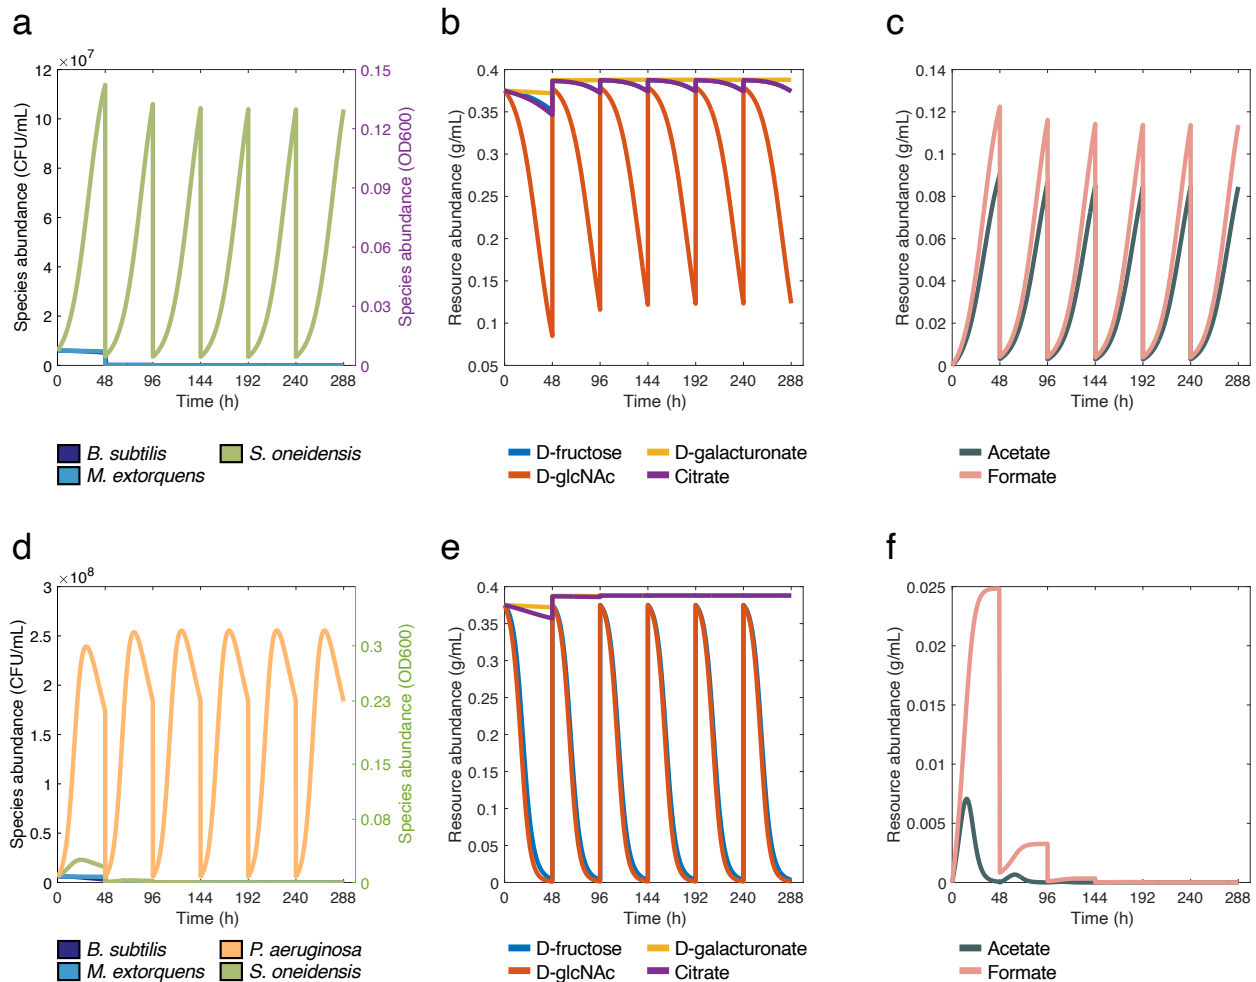 a
×10^7
12
10
8
6
4
2
0
0.15
0.12
0.09
0.06
0.03
0
0 48 96 144 192 240 288
Time (h)
Species abundance (CFU/mL)
Species abundance (OD600)
B. subtilis
S. oneidensis
M. extorquens
b
0.4
0.35
0.3
0.25
0.2
0.15
0.1
0.05
0 48 96 144 192 240 288
Time (h)
Resource abundance (g/mL)
D-fructose
D-galacturonate
D-glcNAc
Citrate
c
0.14
0.12
0.1
0.08
0.06
0.04
0.02
0
0 48 96 144 192 240 288
Time (h)
Resource abundance (g/mL)
Acetate
Formate
d
×10^8
3
2.5
2
1.5
1
0.5
0
0.3
0.23
0.15
0.08
0
0 48 96 144 192 240 288
Time (h)
Species abundance (CFU/mL)
Species abundance (OD600)
B. subtilis
P. aeruginosa
M. extorquens
S. oneidensis
e
0.4
0.35
0.3
0.25
0.2
0.15
0.1
0.05
0
0 48 96 144 192 240 288
Time (h)
Resource abundance (g/mL)
D-fructose
D-galacturonate
D-glcNAc
Citrate
f
0.025
0.02
0.015
0.01
0.005
0
0 48 96 144 192 240 288
Time (h)
Resource abundance (g/mL)
Acetate
Formate